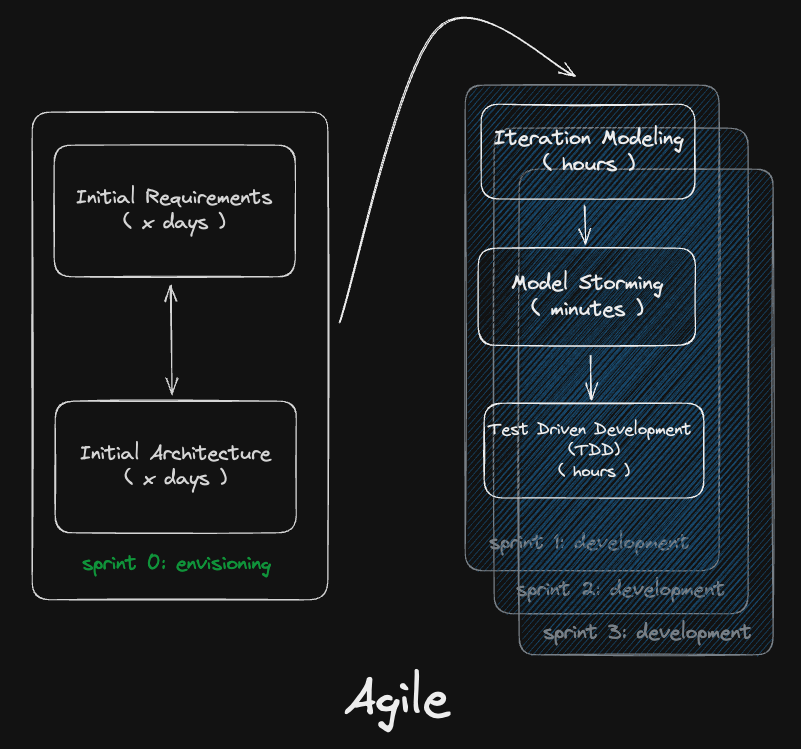 Initial Requirements
( x days )
Initial Architecture
( x days )
sprint 0: envisioning
Iteration Modeling
( hours )
Model Storming
( minutes )
Test Driven Development
(TDD)
( hours )
sprint 1: development
sprint 2: development
sprint 3: development
Agile